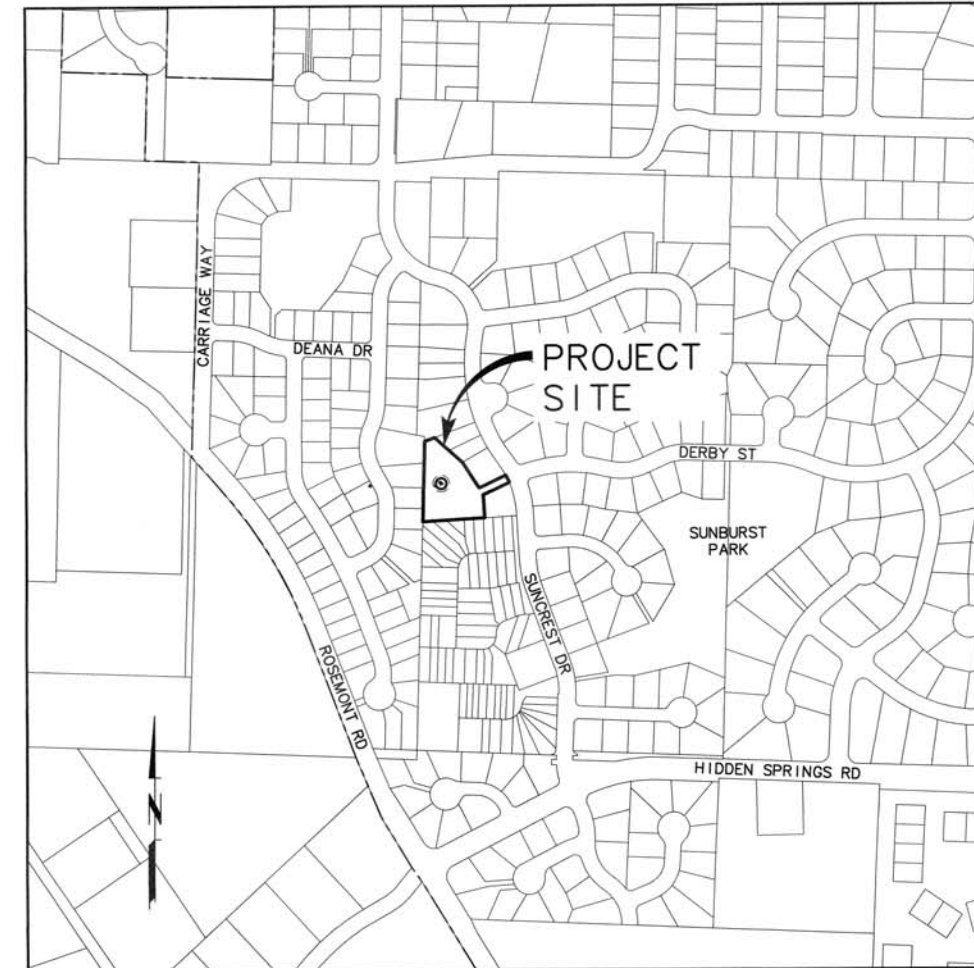 CARRIAGE WAY
DEANA DR
PROJECT
SITE
DERBY ST
SUNBURST
PARK
SUNCREST DR
ROSEMONT RD
HIDDEN SPRINGS RD
N